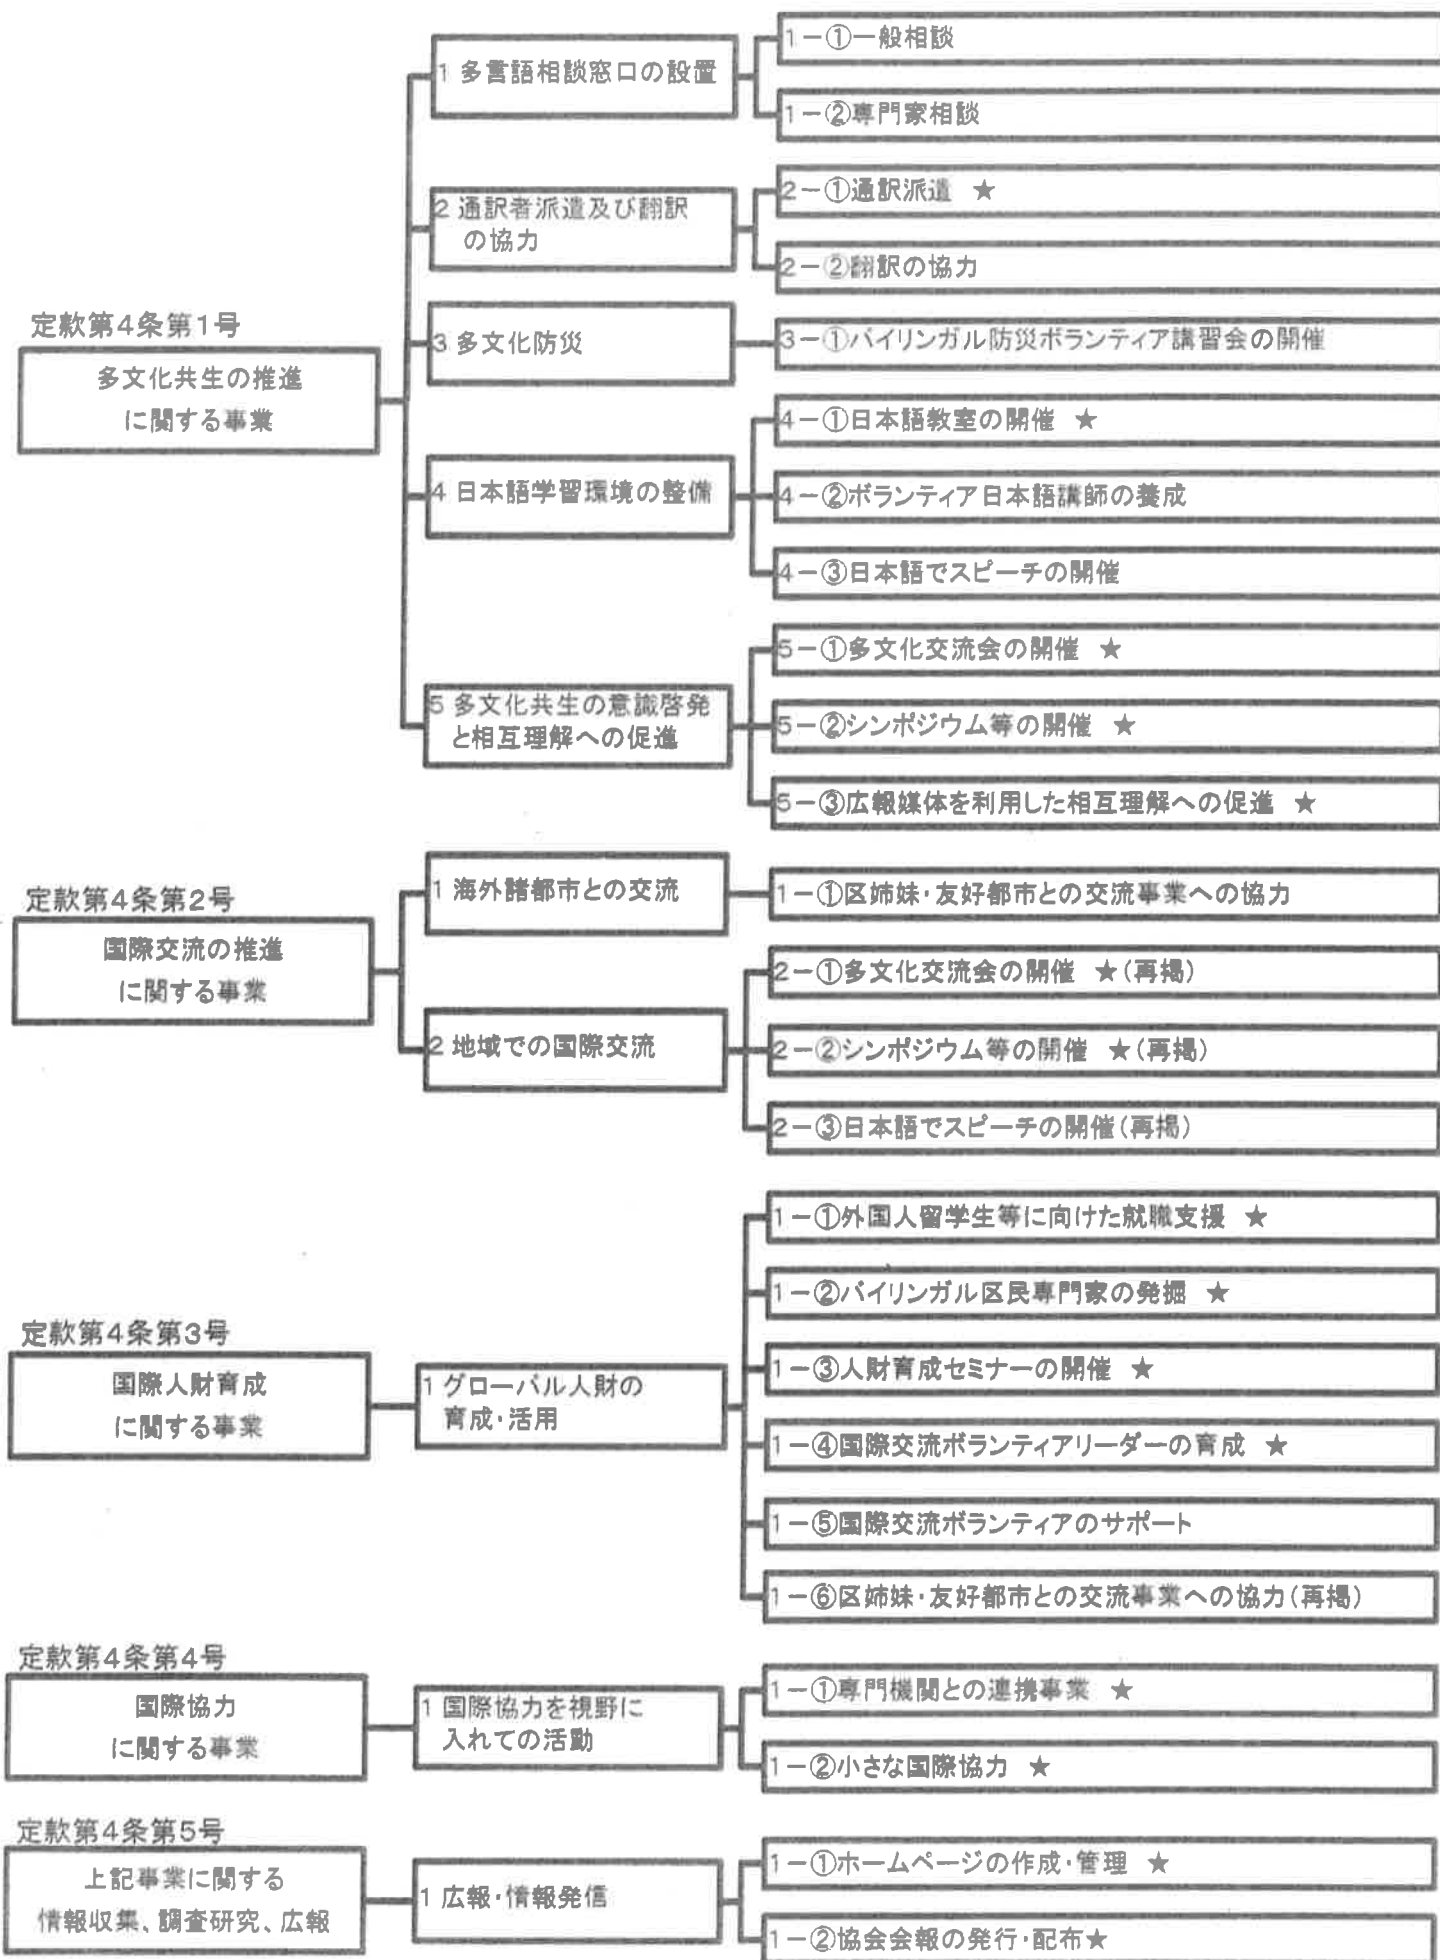 定款第4条第1号
多文化共生の推進
に関する事業
1 多言語相談窓口の設置
1－①一般相談
1－②専門家相談
2 通訳者派遣及び翻訳
の協力
2－①通訳派遣 ★
2－②翻訳の協力
3 多文化防災
3－①バイリンガル防災ボランティア講習会の開催
4 日本語学習環境の整備
4－①日本語教室の開催 ★
4－②ボランティア日本語講師の養成
4－③日本語でスピーチの開催
5 多文化共生の意識啓発
と相互理解への促進
5－①多文化交流会の開催 ★
5－②シンポジウム等の開催 ★
5－③広報媒体を利用した相互理解への促進 ★
定款第4条第2号
国際交流の推進
に関する事業
1 海外諸都市との交流
1－①区姉妹・友好都市との交流事業への協力
2 地域での国際交流
2－①多文化交流会の開催 ★(再掲)
2－②シンポジウム等の開催 ★(再掲)
2－③日本語でスピーチの開催(再掲)
定款第4条第3号
国際人財育成
に関する事業
1 グローバル人財の
育成・活用
1－①外国人留学生等に向けた就職支援 ★
1－②バイリンガル区民専門家の発掘 ★
1－③人財育成セミナーの開催 ★
1－④国際交流ボランティアリーダーの育成 ★
1－⑤国際交流ボランティアのサポート
1－⑥区姉妹・友好都市との交流事業への協力(再掲)
定款第4条第4号
国際協力
に関する事業
1 国際協力を視野に
入れての活動
1－①専門機関との連携事業 ★
1－②小さな国際協力 ★
定款第4条第5号
上記事業に関する
情報収集、調査研究、広報
1 広報・情報発信
1－①ホームページの作成・管理 ★
1－②協会会報の発行・配布★